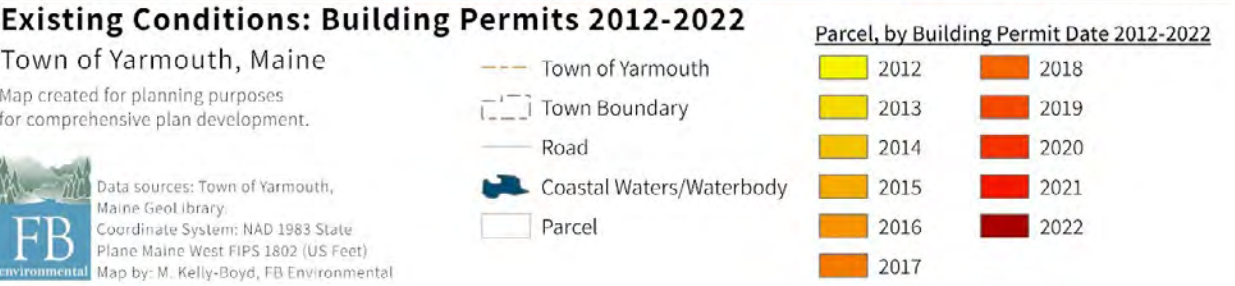 Existing Conditions: Building Permits 2012-2022
Town of Yarmouth, Maine
Map created for planning purposes
for comprehensive plan development.
FB
environmental
Data sources: Town of Yarmouth,
Maine GeoLibrary
Coordinate System: NAD 1983 State
Plane Maine West FIPS 1802 (US Feet)
Map by: M. Kelly-Boyd, FB Environmental
Town of Yarmouth
Town Boundary
Road
Coastal Waters/Waterbody
Parcel
Parcel, by Building Permit Date 2012-2022
2012
2013
2014
2015
2016
2017
2018
2019
2020
2021
2022